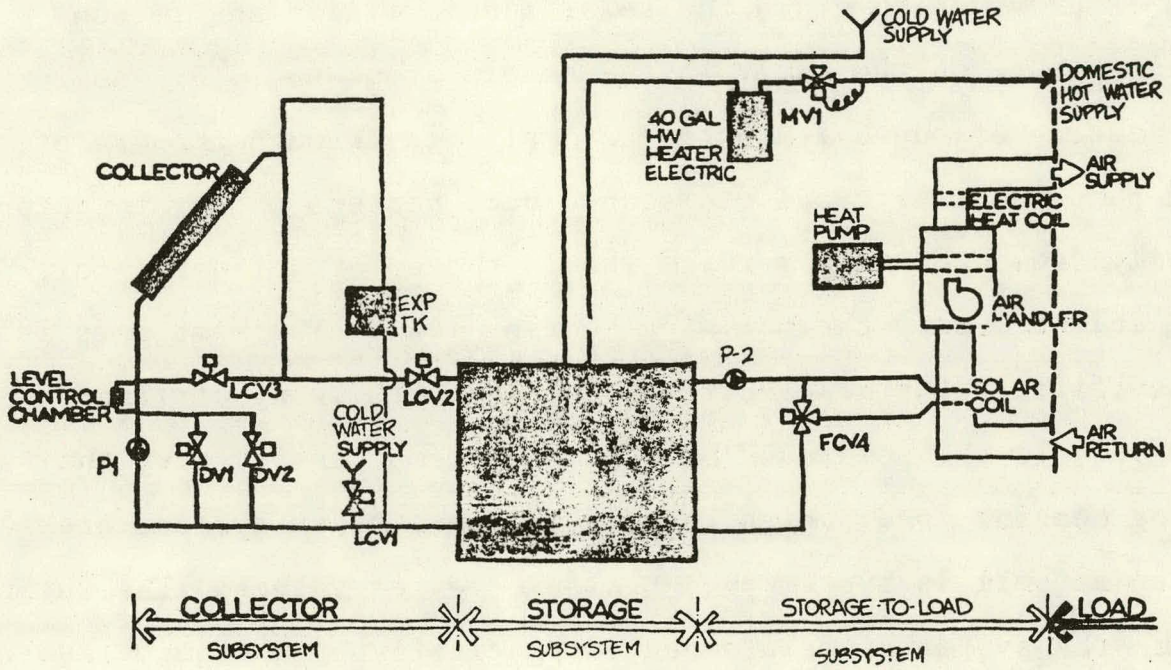 COLD WATER
SUPPLY
DOMESTIC
HOT WATER
SUPPLY
MV1
40 GAL
HW
HEATER
ELECTRIC
COLLECTOR
AIR
SUPPLY
ELECTRIC
HEAT COIL
HEAT
PUMP
AIR
HANDLER
EXP
TK
P-2
LEVEL
CONTROL
CHAMBER
LCV3
LCV2
SOLAR
COIL
COLD
WATER
SUPPLY
FCV4
P1
DV1
DV2
AIR
RETURN
LCV1
COLLECTOR
SUBSYSTEM
STORAGE
SUBSYSTEM
STORAGE-TO-LOAD
SUBSYSTEM
LOAD